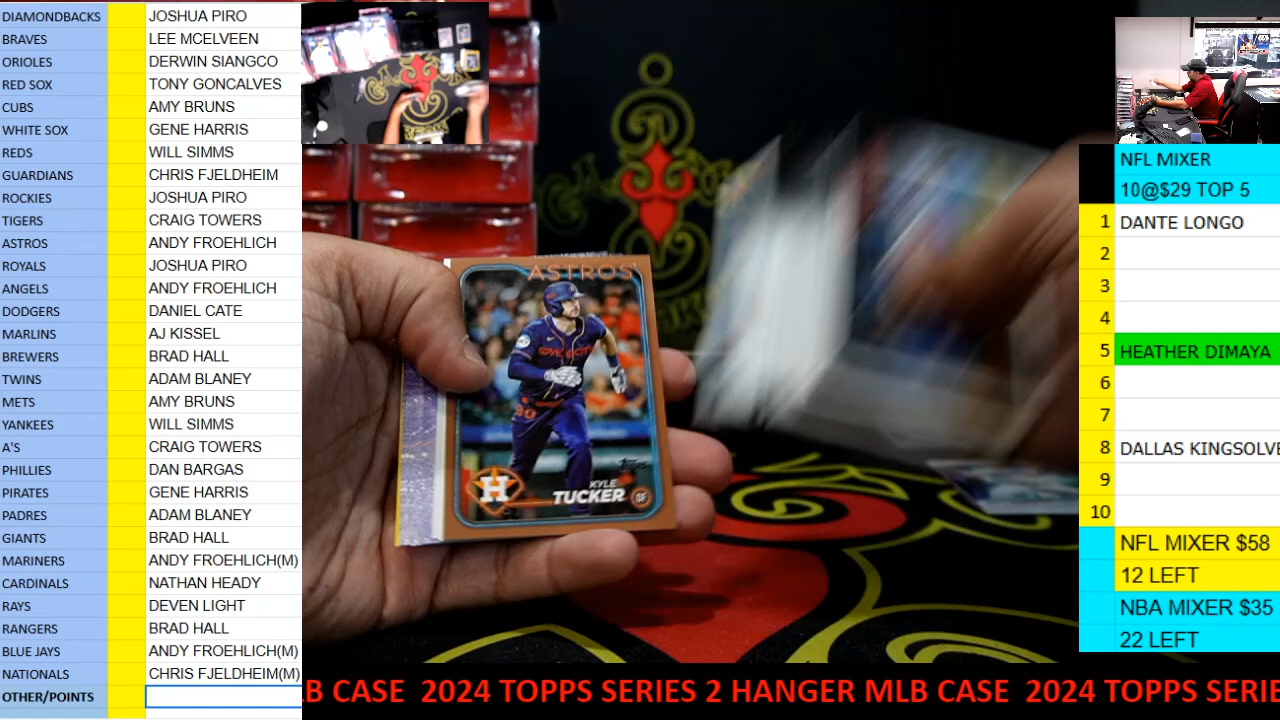 DIAMONDBACKS JOSHUA PIRO
BRAVES LEE MCELVEEN
ORIOLES DERWIN SIANGCO
RED SOX TONY GONCALVES
CUBS AMY BRUNS
WHITE SOX GENE HARRIS
REDS WILL SIMMS
GUARDIANS CHRIS FJELDHEIM
ROCKIES JOSHUA PIRO
TIGERS CRAIG TOWERS
ASTROS ANDY FROEHLICH
ROYALS JOSHUA PIRO
ANGELS ANDY FROEHLICH
DODGERS DANIEL CATE
MARLINS AJ KISSEL
BREWERS BRAD HALL
TWINS ADAM BLANEY
METS AMY BRUNS
YANKEES WILL SIMMS
A'S CRAIG TOWERS
PHILLIES DAN BARGAS
PIRATES GENE HARRIS
PADRES ADAM BLANEY
GIANTS BRAD HALL
MARINERS ANDY FROEHLICH(M)
CARDINALS NATHAN HEADY
RAYS DEVEN LIGHT
RANGERS BRAD HALL
BLUE JAYS ANDY FROEHLICH(M)
NATIONALS CHRIS FJELDHEIM(M)
OTHER/POINTS
ASTROS
SPACE CITY
30
Topps
H
KYLE
TUCKER OF
NFL MIXER
10@$29 TOP 5
1 DANTE LONGO
2
3
4
5 HEATHER DIMAYA
6
7
8 DALLAS KINGSOLVE
9
10
NFL MIXER $58
12 LEFT
NBA MIXER $35
22 LEFT
LB CASE 2024 TOPPS SERIES 2 HANGER MLB CASE 2024 TOPPS SERIE